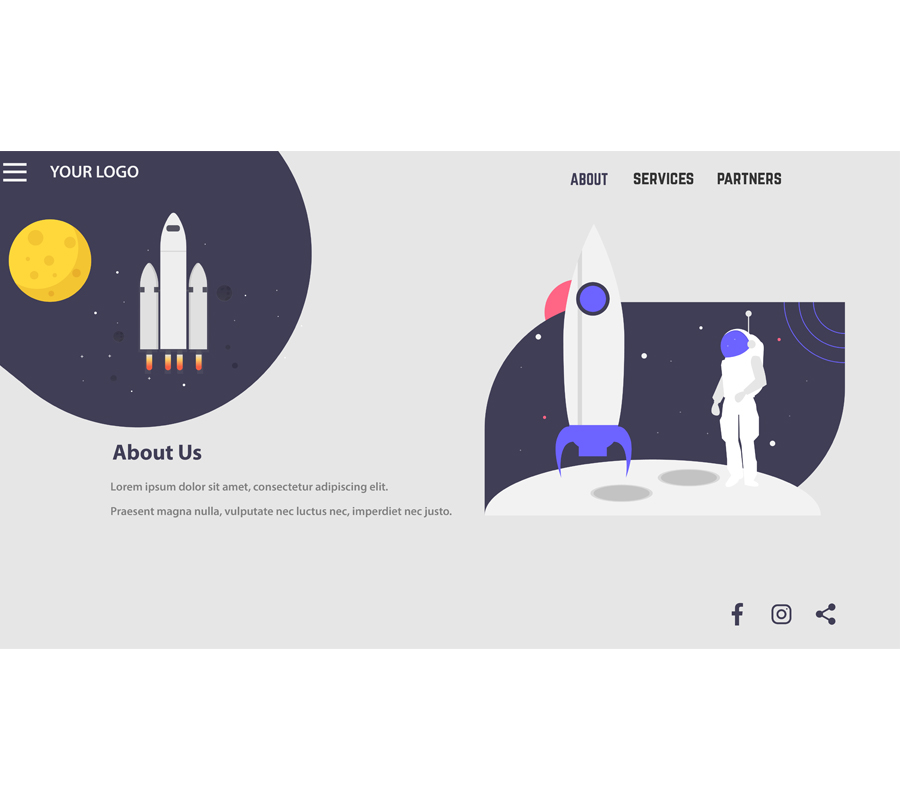 YOUR LOGO
ABOUT SERVICES PARTNERS
About Us
Lorem ipsum dolor sit amet, consectetur adipiscing elit.
Praesent magna nulla, vulputate nec luctus nec, imperdiet nec justo.